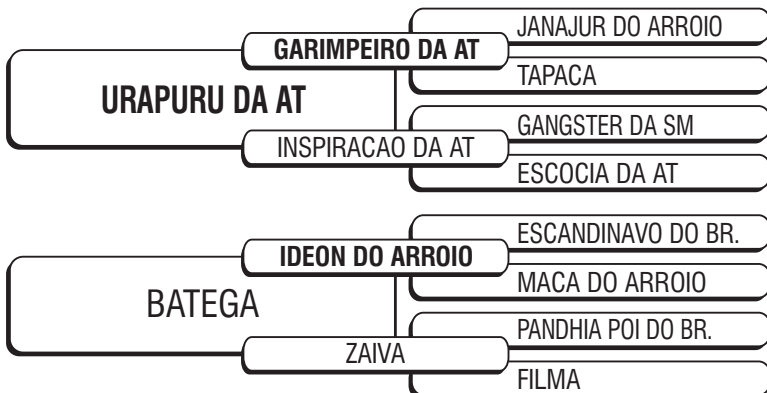 JANAJUR DO ARROIO
GARIMPEIRO DA AT
TAPACA
URAPURU DA AT
GANGSTER DA SM
INSPIRACAO DA AT
ESCOCIA DA AT
ESCANDINAVO DO BR.
IDEON DO ARROIO
MACA DO ARROIO
BATEGA
PANDHIA POI DO BR.
ZAIVA
FILMA